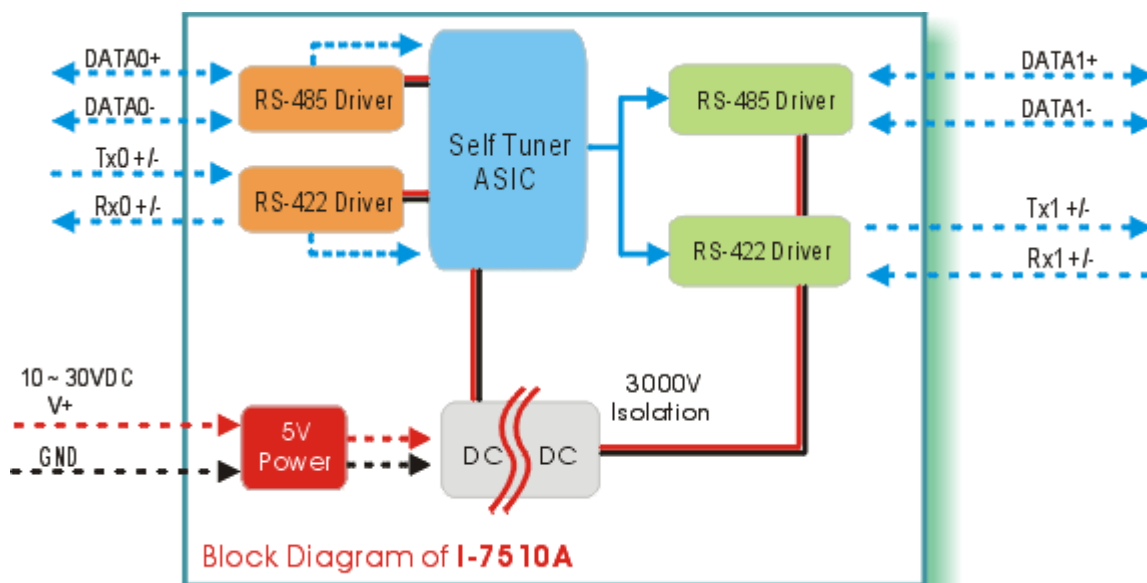 DATA0+
DATA0-
Tx0 +/-
Rx0 +/-
RS-485 Driver
RS-422 Driver
Self Tuner
ASIC
RS-485 Driver
RS-422 Driver
DATA1+
DATA1-
Tx1 +/-
Rx1 +/-
10 ~ 30VDC
V+
GND
5V
Power
DC DC
3000V
Isolation
Block Diagram of I-7510A